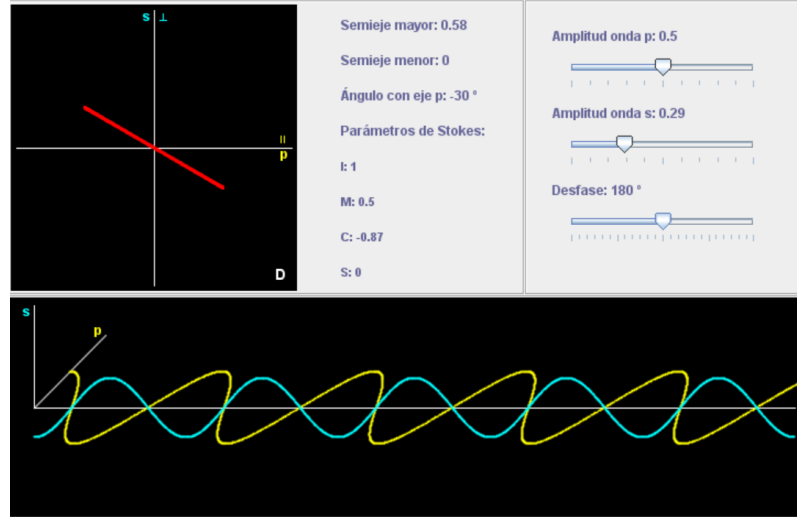 s ⊥
=
p
D
Semieje mayor: 0.58
Semieje menor: 0
Ángulo con eje p: -30 °
Parámetros de Stokes:
I: 1
M: 0.5
C: -0.87
S: 0
Amplitud onda p: 0.5
Amplitud onda s: 0.29
Desfase: 180 °
s
p